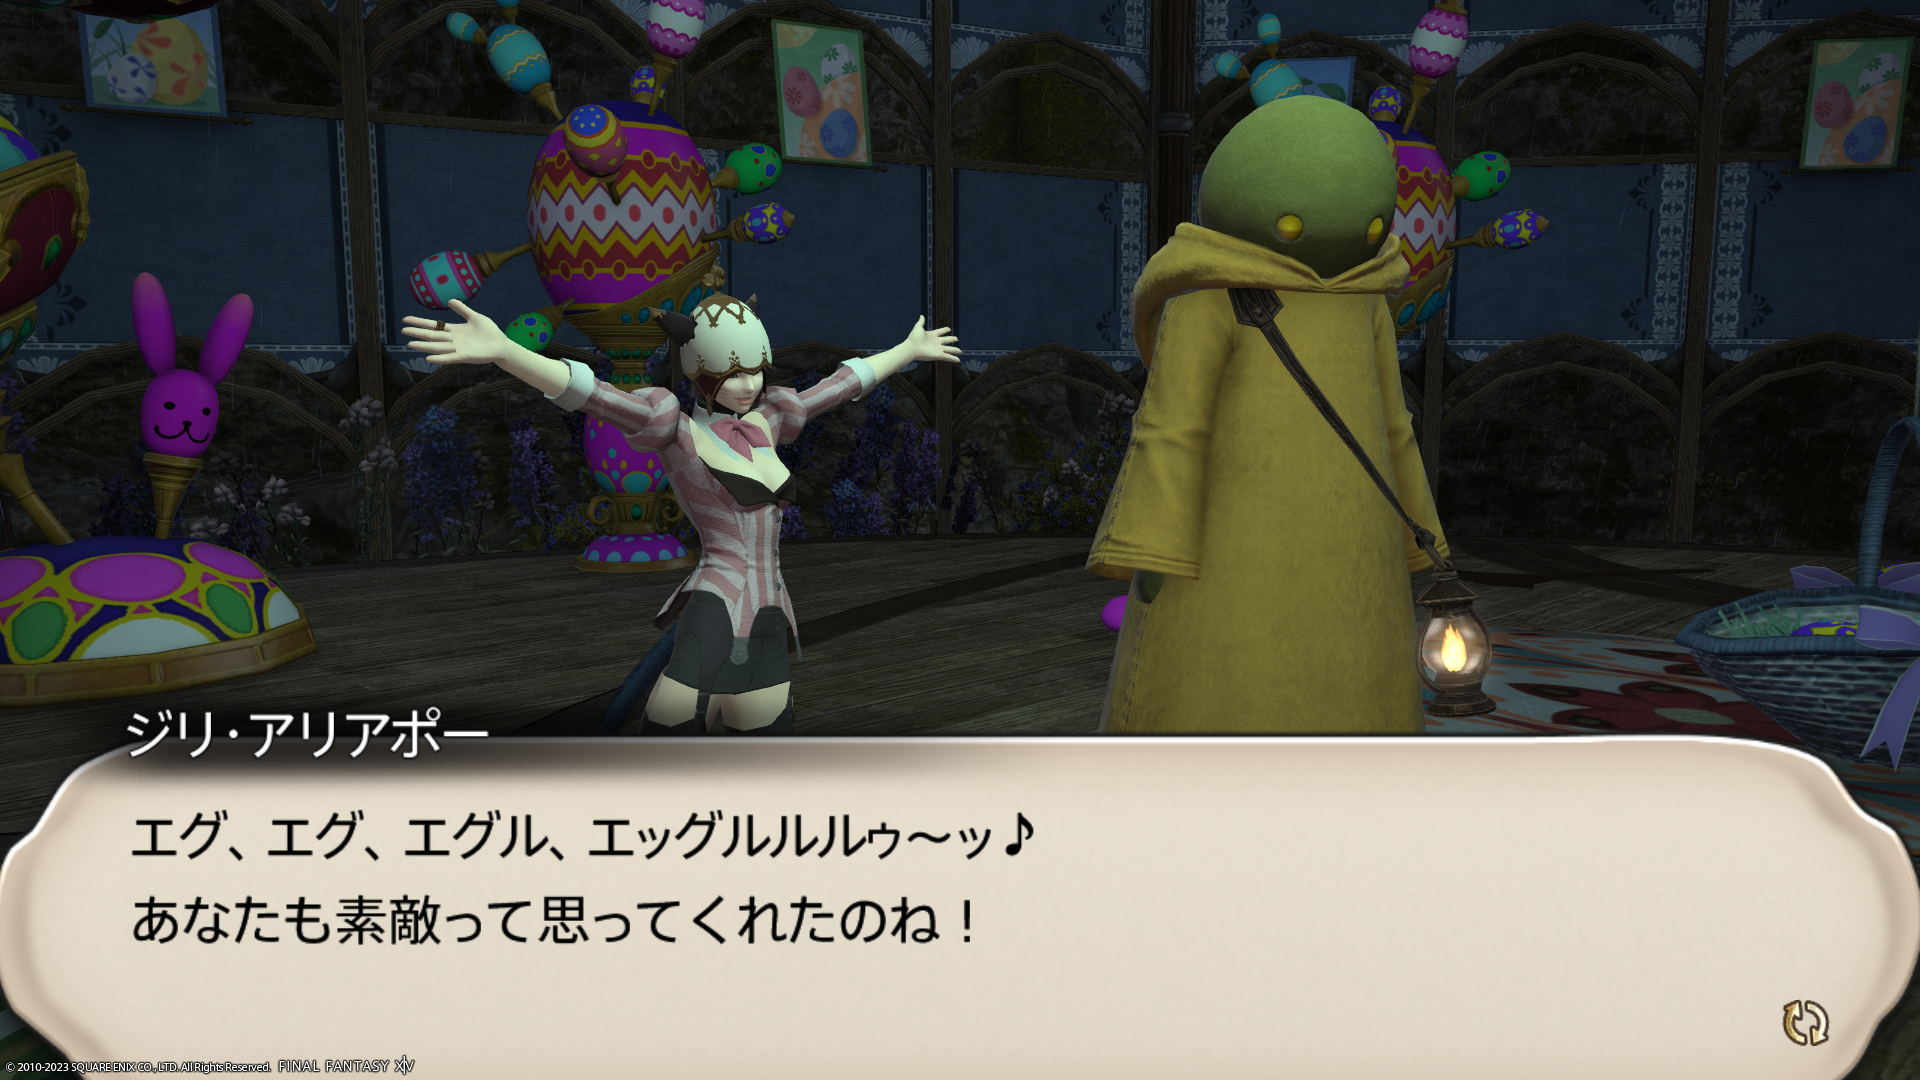 ジリ・アリアポー
エグ、エグ、エグル、エッグルルルゥ～ッ♪
あなたも素敵って思ってくれたのね！
© 2010-2023 SQUARE ENIX CO., LTD. All Rights Reserved. FINAL FANTASY XIV